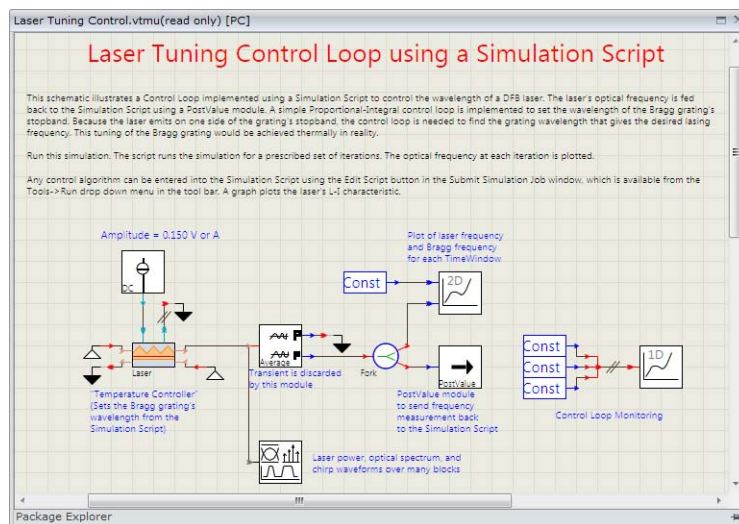 Laser Tuning Control.vtmu(read only) [PC]
Laser Tuning Control Loop using a Simulation Script
This schematic illustrates a Control Loop implemented using a Simulation Script to control the wavelength of a DFB laser. The laser's optical frequency is fed
back to the Simulation Script using a PostValue module. A simple Proportional-Integral control loop is implemented to set the wavelength of the Bragg grating's
stopband. Because the laser emits on one side of the grating's stopband, the control loop is needed to find the grating wavelength that gives the desired lasing
frequency. This tuning of the Bragg grating would be achieved thermally in reality.
Run this simulation. The script runs the simulation for a prescribed set of iterations. The optical frequency at each iteration is plotted.
Any control algorithm can be entered into the Simulation Script using the Edit Script button in the Submit Simulation Job window, which is available from the
Tools->Run drop down menu in the tool bar. A graph plots the laser's L-I characteristic.
Amplitude = 0.150 V or A
DC
Plot of laser frequency
and Bragg frequency
for each TimeWindow
Const
2D
Laser
Average
Fork
PostValue
Const
Const
Const
1D
"Temperature Controller"
(Sets the Bragg grating's
wavelength from the
Simulation Script)
Transient is discarded
by this module
PostValue module
to send frequency
measurement back
to the Simulation Script
Control Loop Monitoring
Laser power, optical spectrum, and
chirp waveforms over many blocks
Package Explorer